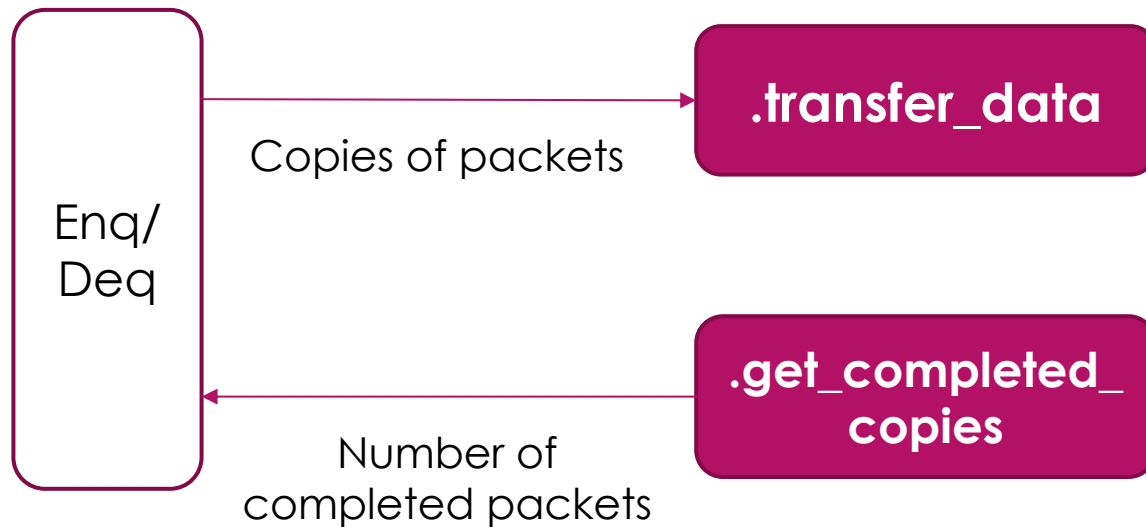 Enq/
Deq
.transfer_data
Copies of packets
.get_completed_
copies
Number of
completed packets